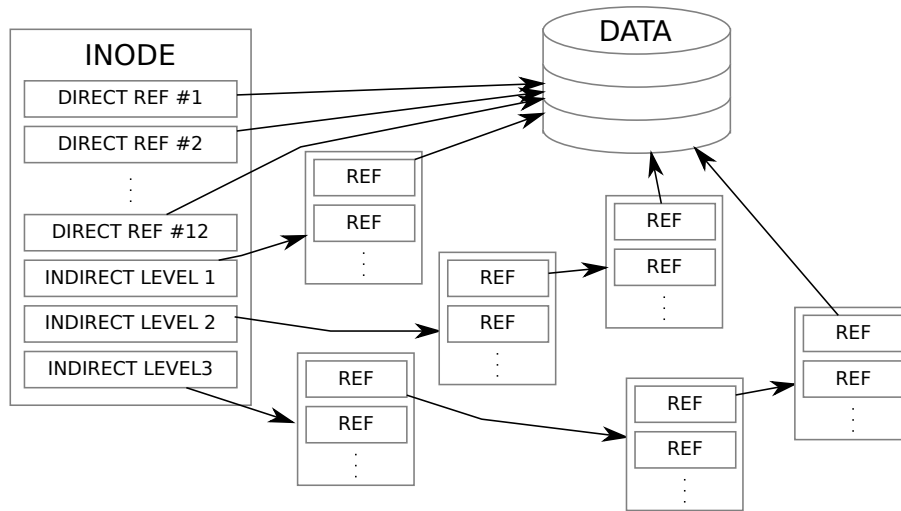 INODE
DIRECT REF #1
DIRECT REF #2
DIRECT REF #12
INDIRECT LEVEL 1
INDIRECT LEVEL 2
INDIRECT LEVEL3
DATA
REF
REF
REF
REF
REF
REF
REF
REF
REF
REF
REF
REF